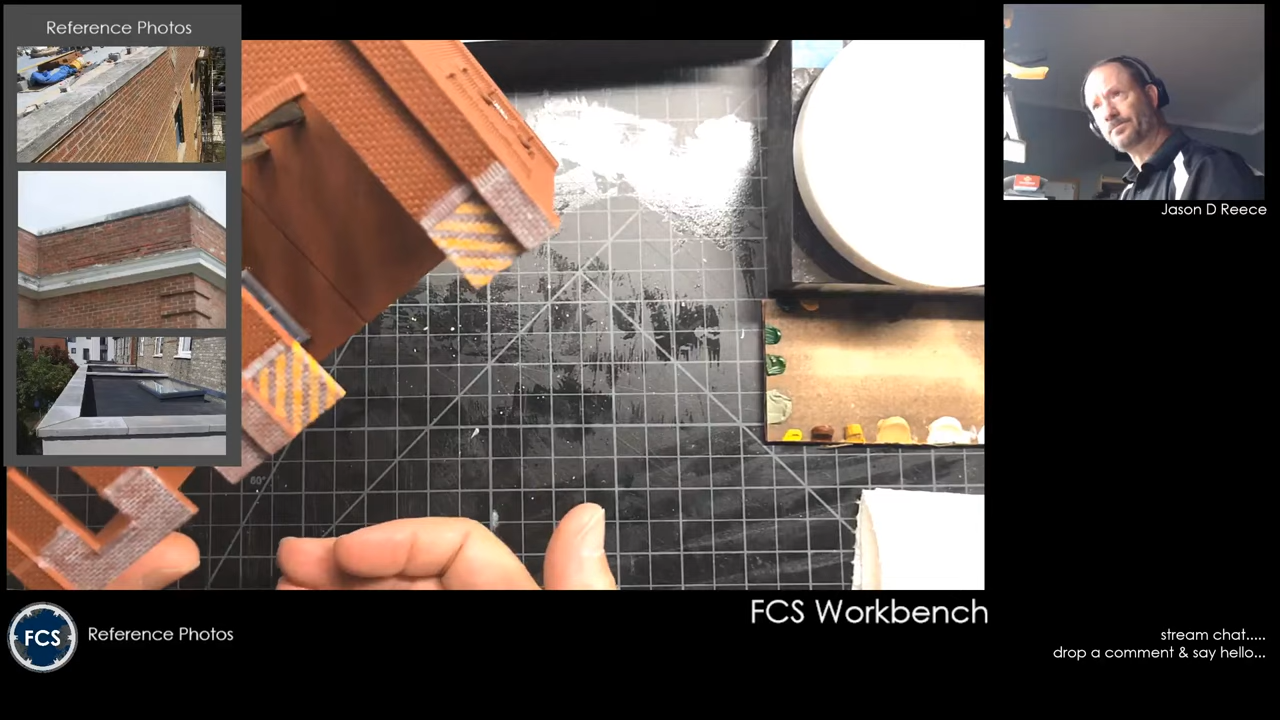 Reference Photos
Jason D Reece
60°
FCS Workbench
FCS
Reference Photos
stream chat.....
drop a comment & say hello...